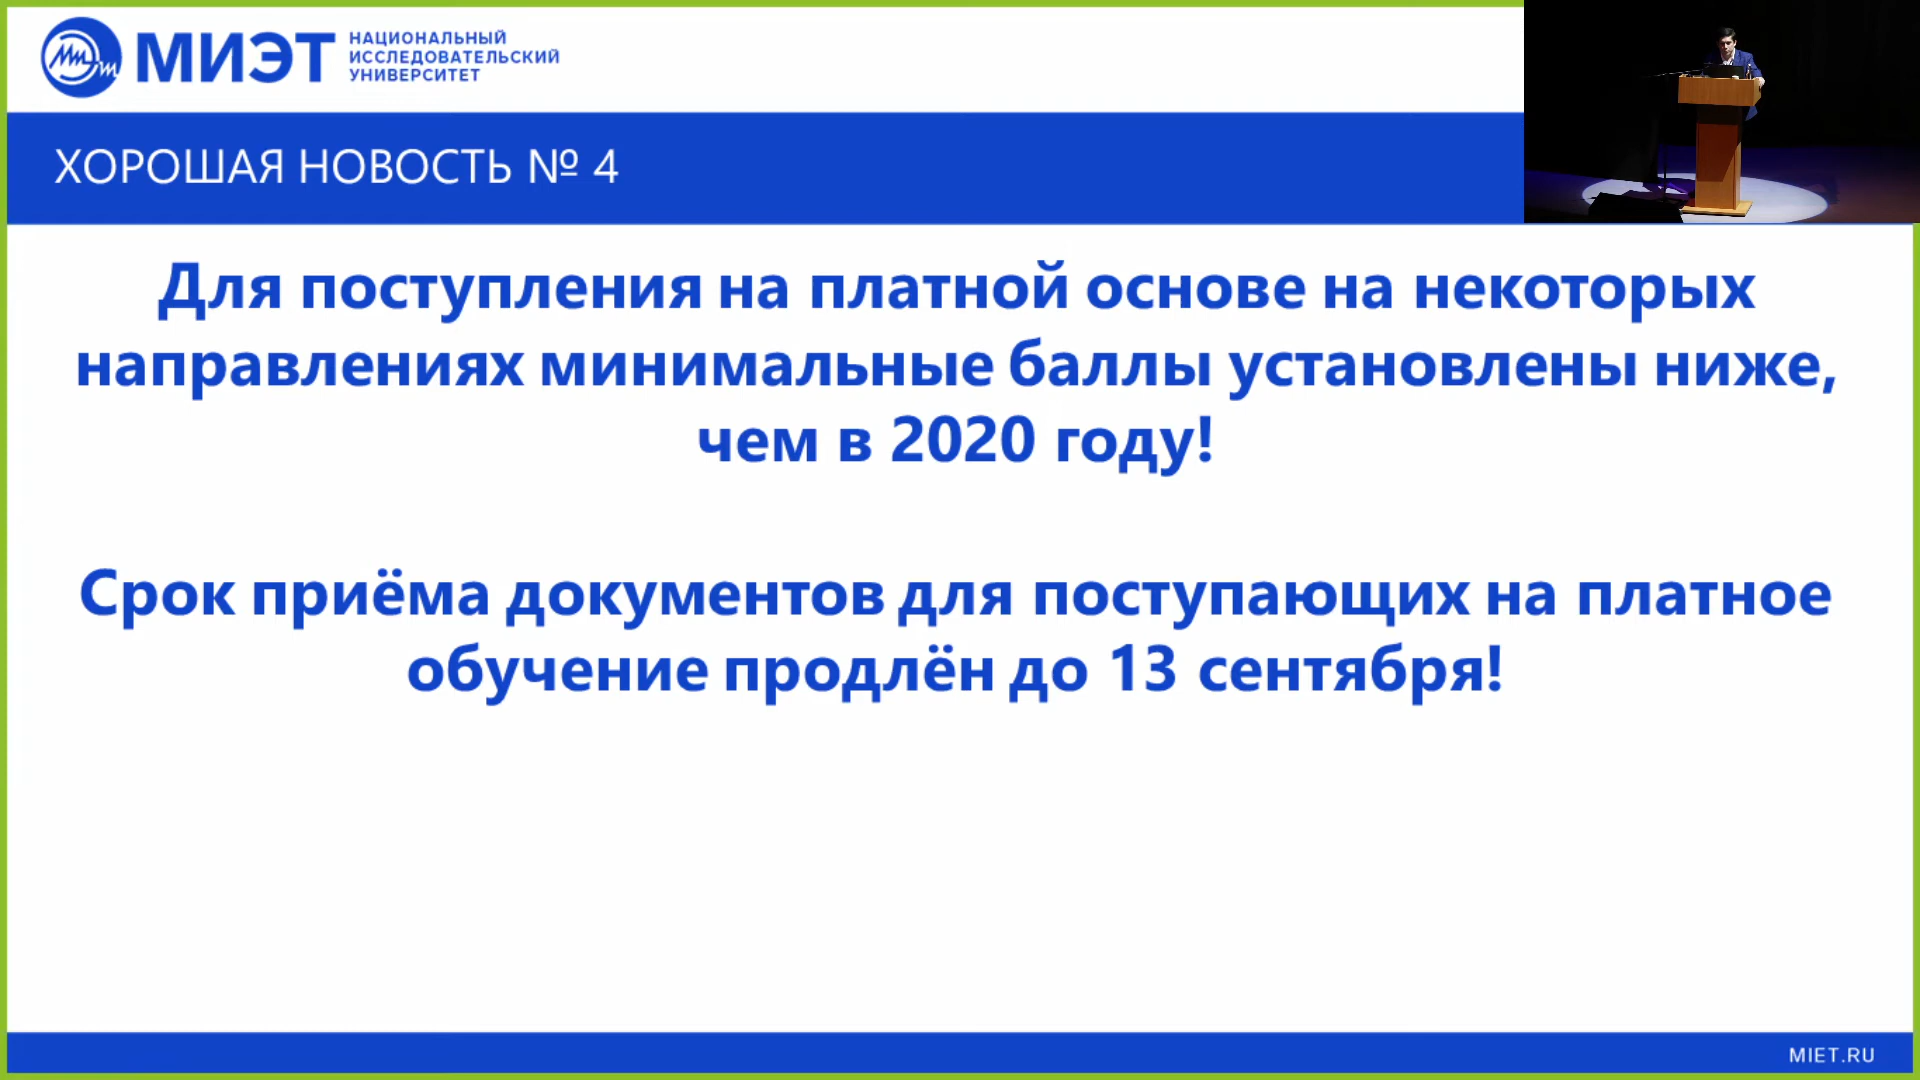 МИЭТ
НАЦИОНАЛЬНЫЙ
ИССЛЕДОВАТЕЛЬСКИЙ
УНИВЕРСИТЕТ
ХОРОШАЯ НОВОСТЬ № 4
Для поступления на платной основе на некоторых
направлениях минимальные баллы установлены ниже,
чем в 2020 году!
Срок приёма документов для поступающих на платное
обучение продлён до 13 сентября!
MIET.RU